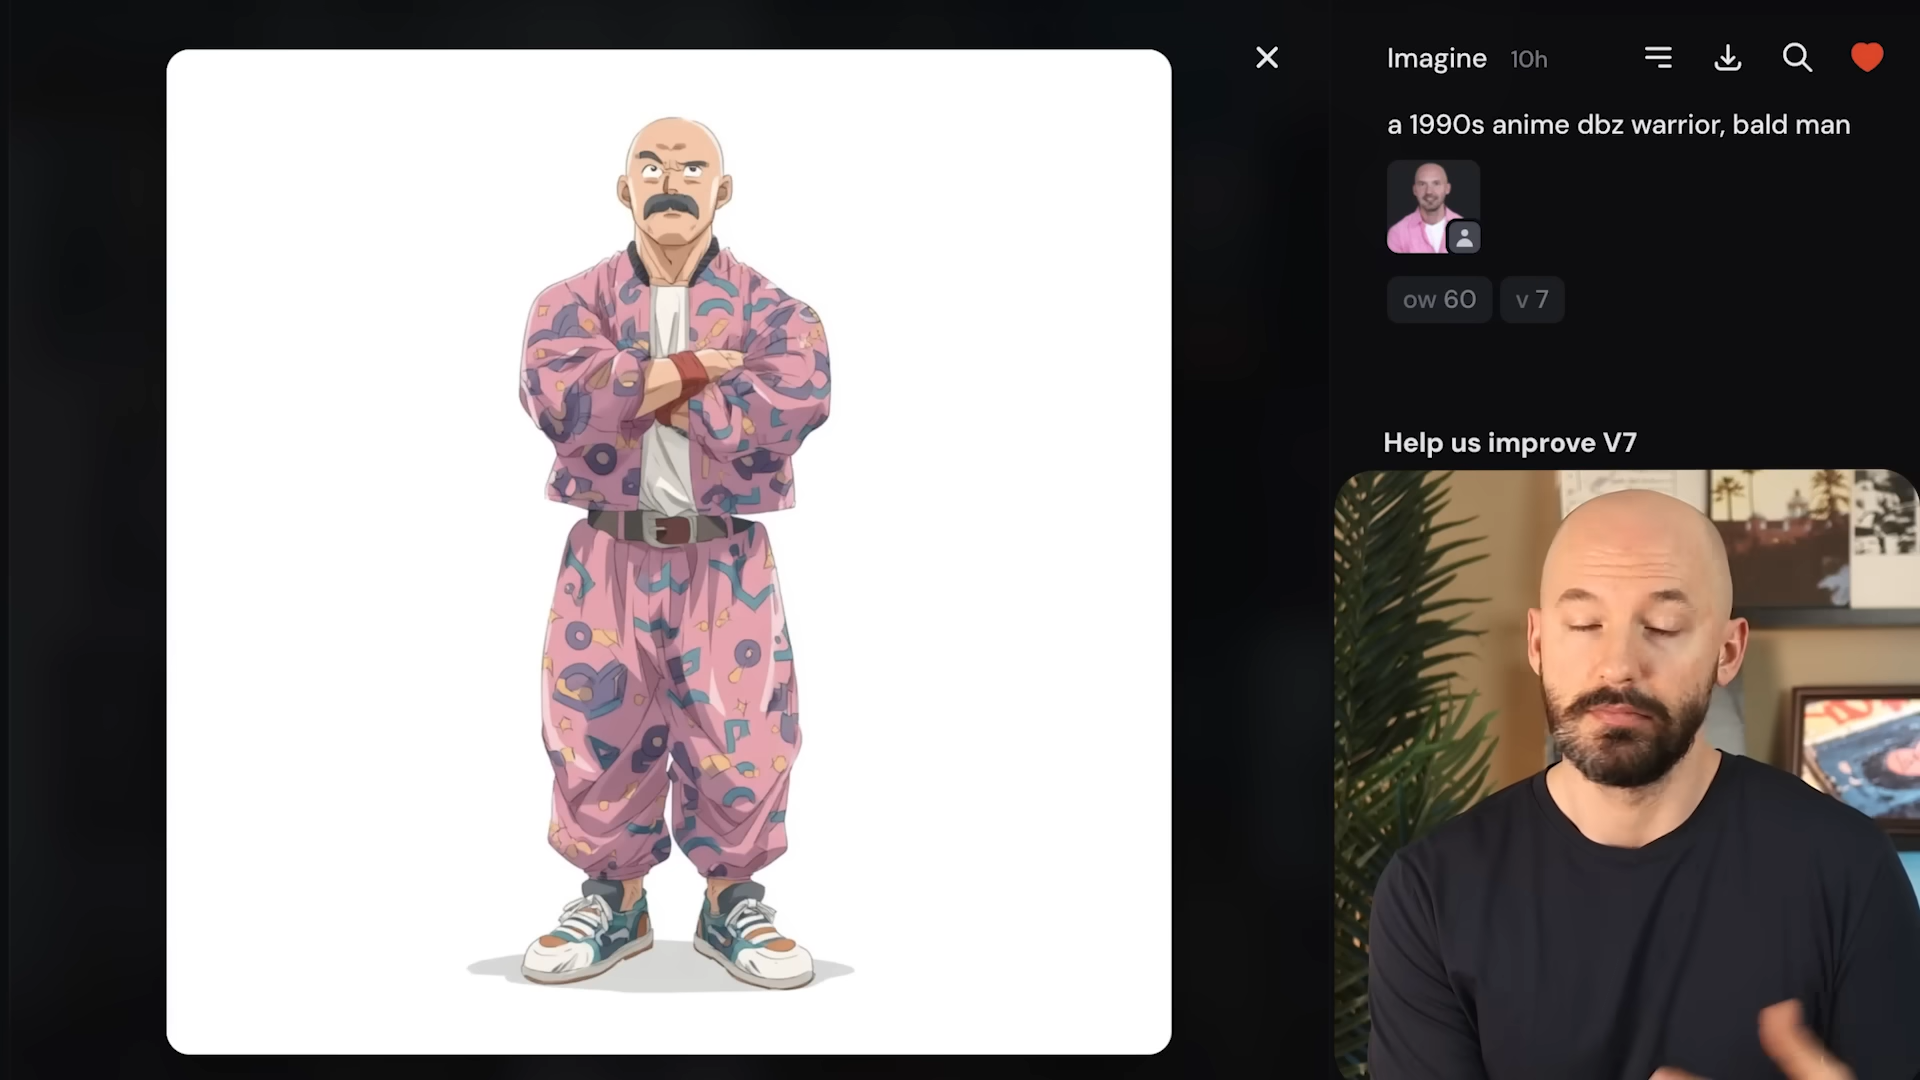 Imagine 10h
a 1990s anime dbz warrior, bald man
ow 60 v 7
Help us improve V7